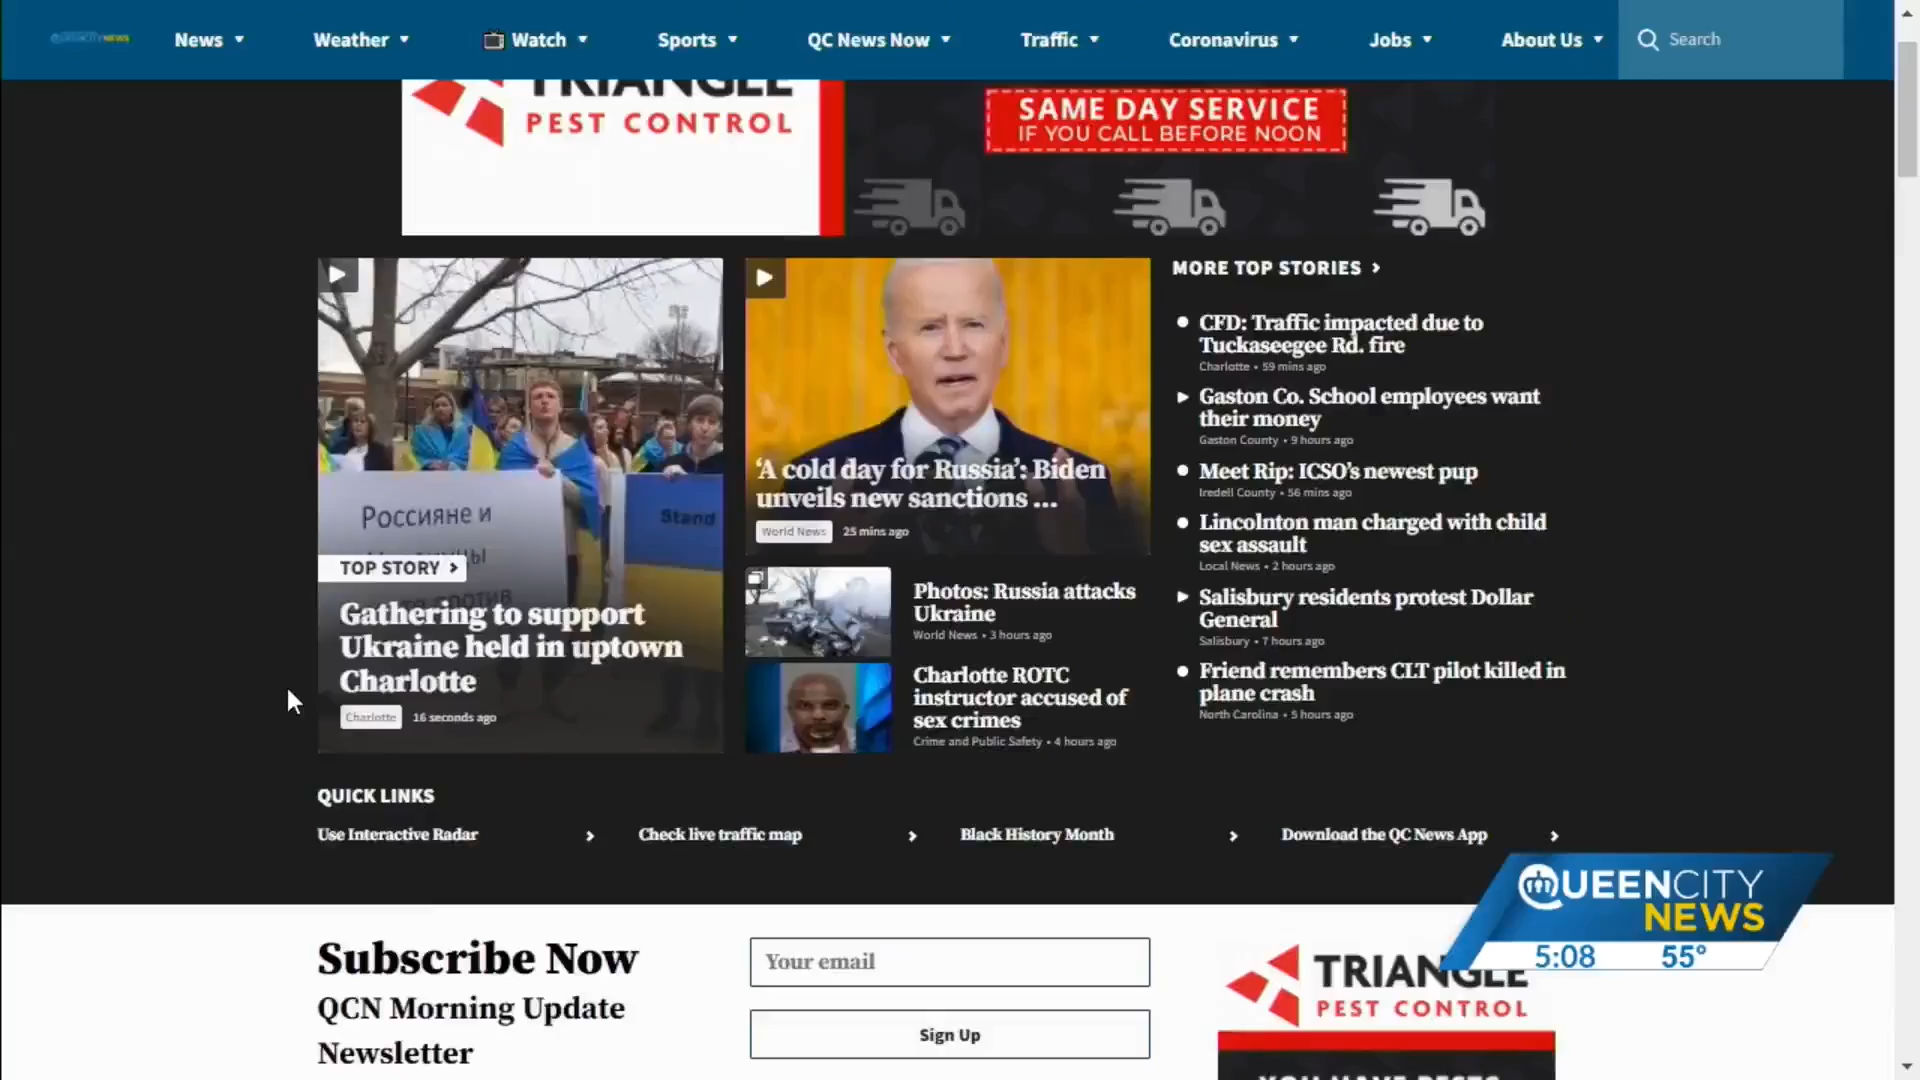 QUEENCITYNEWS
News
Weather
Watch
Sports
QC News Now
Traffic
Coronavirus
Jobs
About Us
Search
TRIANGLE
PEST CONTROL
SAME DAY SERVICE
IF YOU CALL BEFORE NOON
Россияне и
против
Stand
TOP STORY
Gathering to support
Ukraine held in uptown
Charlotte
Charlotte 16 seconds ago
‘A cold day for Russia’: Biden
unveils new sanctions ...
World News 25 mins ago
Photos: Russia attacks
Ukraine
World News • 3 hours ago
Charlotte ROTC
instructor accused of
sex crimes
Crime and Public Safety • 4 hours ago
MORE TOP STORIES
CFD: Traffic impacted due to
Tuckaseegee Rd. fire
Charlotte • 59 mins ago
Gaston Co. School employees want
their money
Gaston County • 9 hours ago
Meet Rip: ICSO’s newest pup
Iredell County • 56 mins ago
Lincolnton man charged with child
sex assault
Local News • 2 hours ago
Salisbury residents protest Dollar
General
Salisbury • 7 hours ago
Friend remembers CLT pilot killed in
plane crash
North Carolina • 5 hours ago
QUICK LINKS
Use Interactive Radar
Check live traffic map
Black History Month
Download the QC News App
Subscribe Now
QCN Morning Update
Newsletter
Your email
Sign Up
QUEENCITY
NEWS
5:08 55°
TRIANGLE
PEST CONTROL
YOU HAVE PESTS